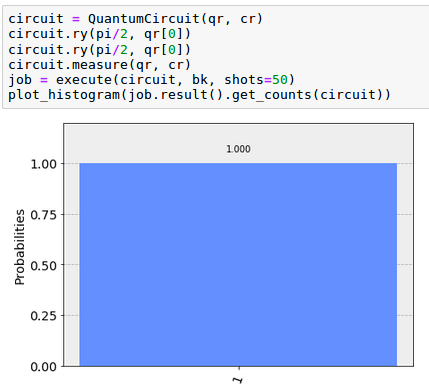 circuit = QuantumCircuit(qr, cr)
circuit.ry(pi/2, qr[0])
circuit.ry(pi/2, qr[0])
circuit.measure(qr, cr)
job = execute(circuit, bk, shots=50)
plot_histogram(job.result().get_counts(circuit))
1.000
1.00
0.75
0.50
0.25
0.00
Probabilities
1